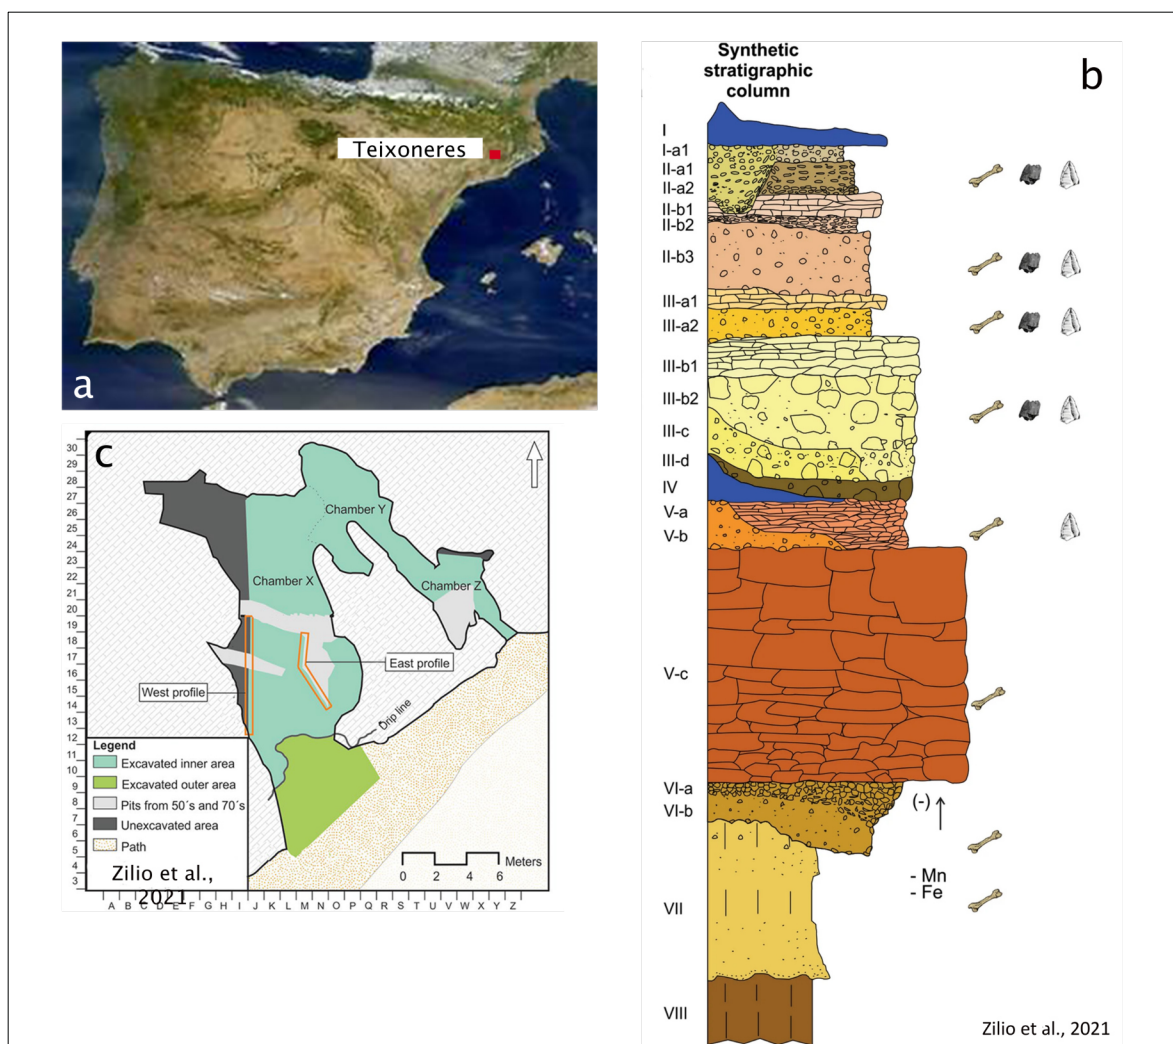 Teixoneres
a
Synthetic
stratigraphic
column
b
I
I-a1
II-a1
II-a2
II-b1
II-b2
II-b3
III-a1
III-a2
III-b1
III-b2
III-c
III-d
IV
V-a
V-b
V-c
VI-a
VI-b
(-)
- Mn
- Fe
VII
VIII
Zilio et al., 2021
c
30
29
28
27
26
25
24
23
22
21
20
19
18
17
16
15
14
13
12
11
10
9
8
7
6
5
4
3
Chamber Y
Chamber X
Chamber Z
East profile
West profile
Drip line
Legend
Excavated inner area
Excavated outer area
Pits from 50´s and 70´s
Unexcavated area
Path
0 2 4 6 Meters
Zilio et al.,
2021
A B C D E F G H I J K L M N O P Q R S T U V W X Y Z